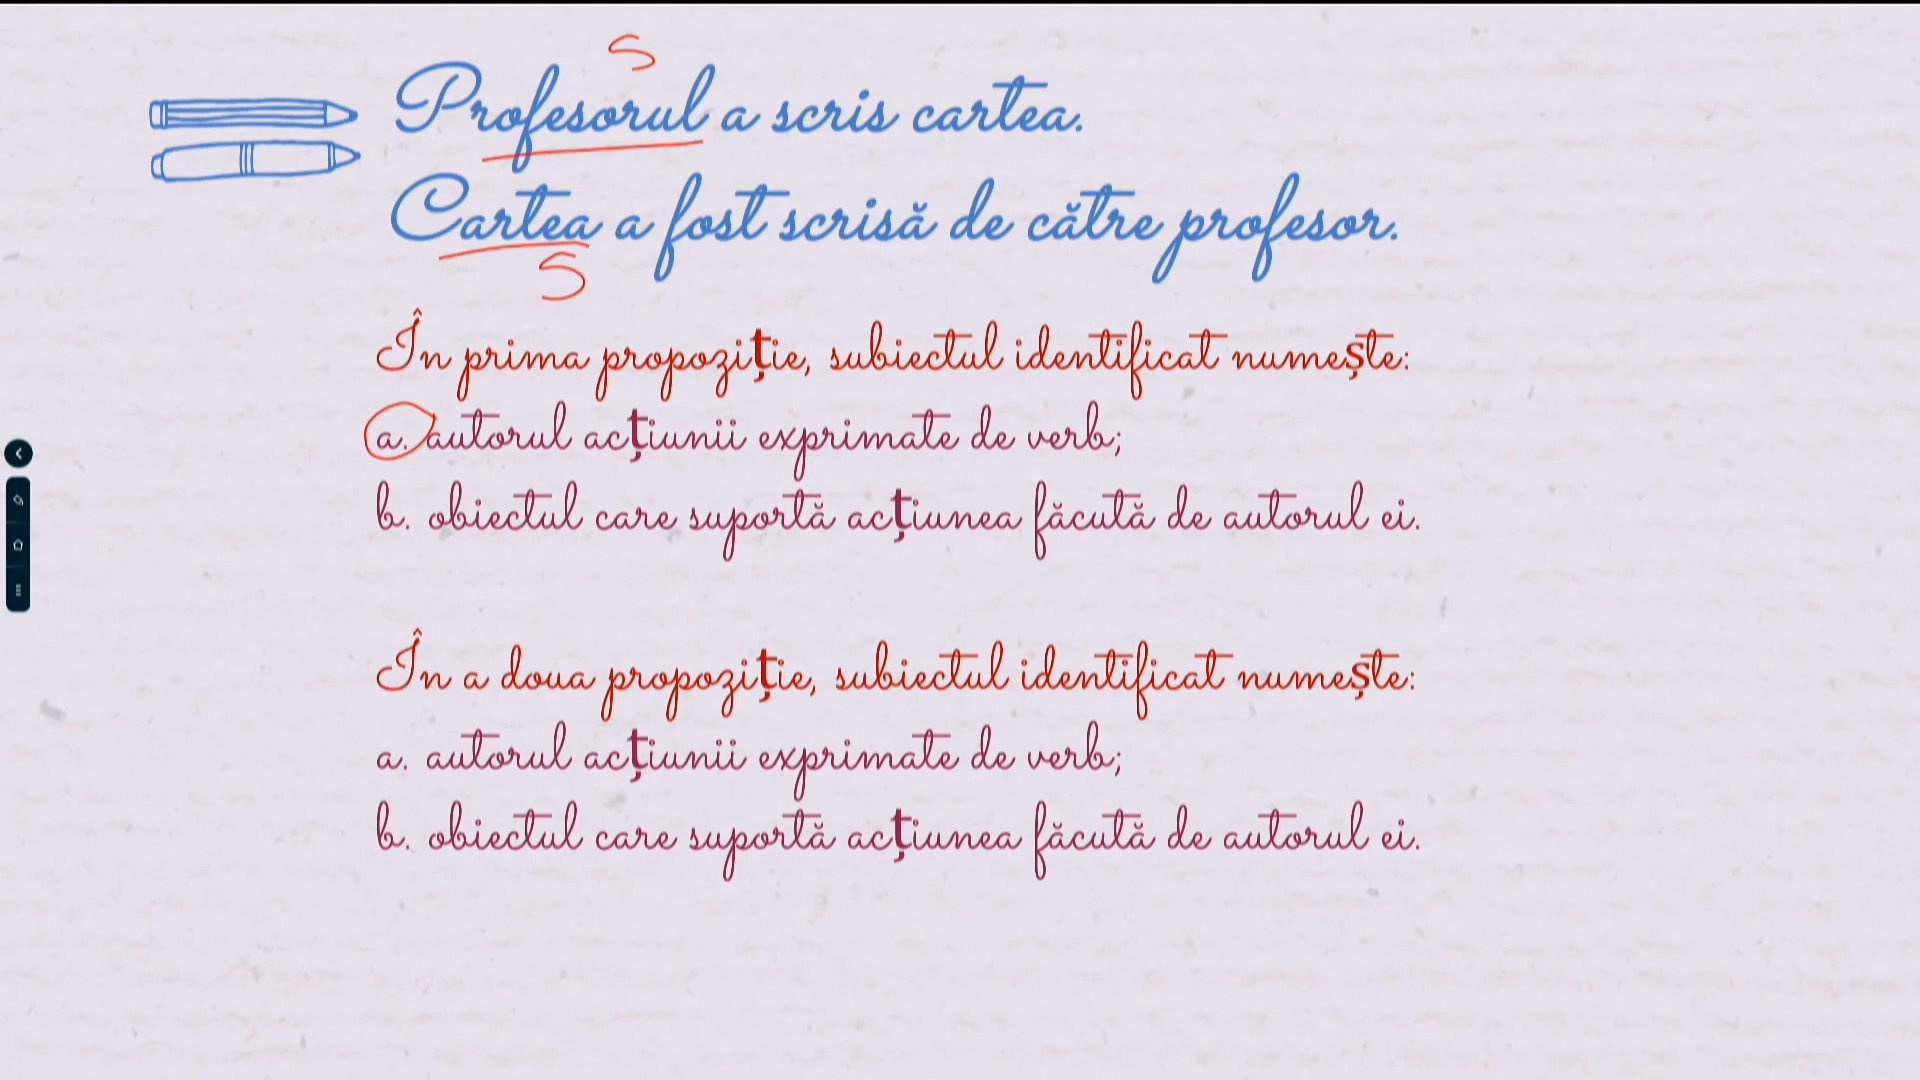 S
Profesorul a scris cartea.
Cartea a fost scrisă de către profesor.
S
În prima propoziție, subiectul identificat numește:
a. autorul acțiunii exprimate de verb;
b. obiectul care suportă acțiunea făcută de autorul ei.
În a doua propoziție, subiectul identificat numește:
a. autorul acțiunii exprimate de verb;
b. obiectul care suportă acțiunea făcută de autorul ei.